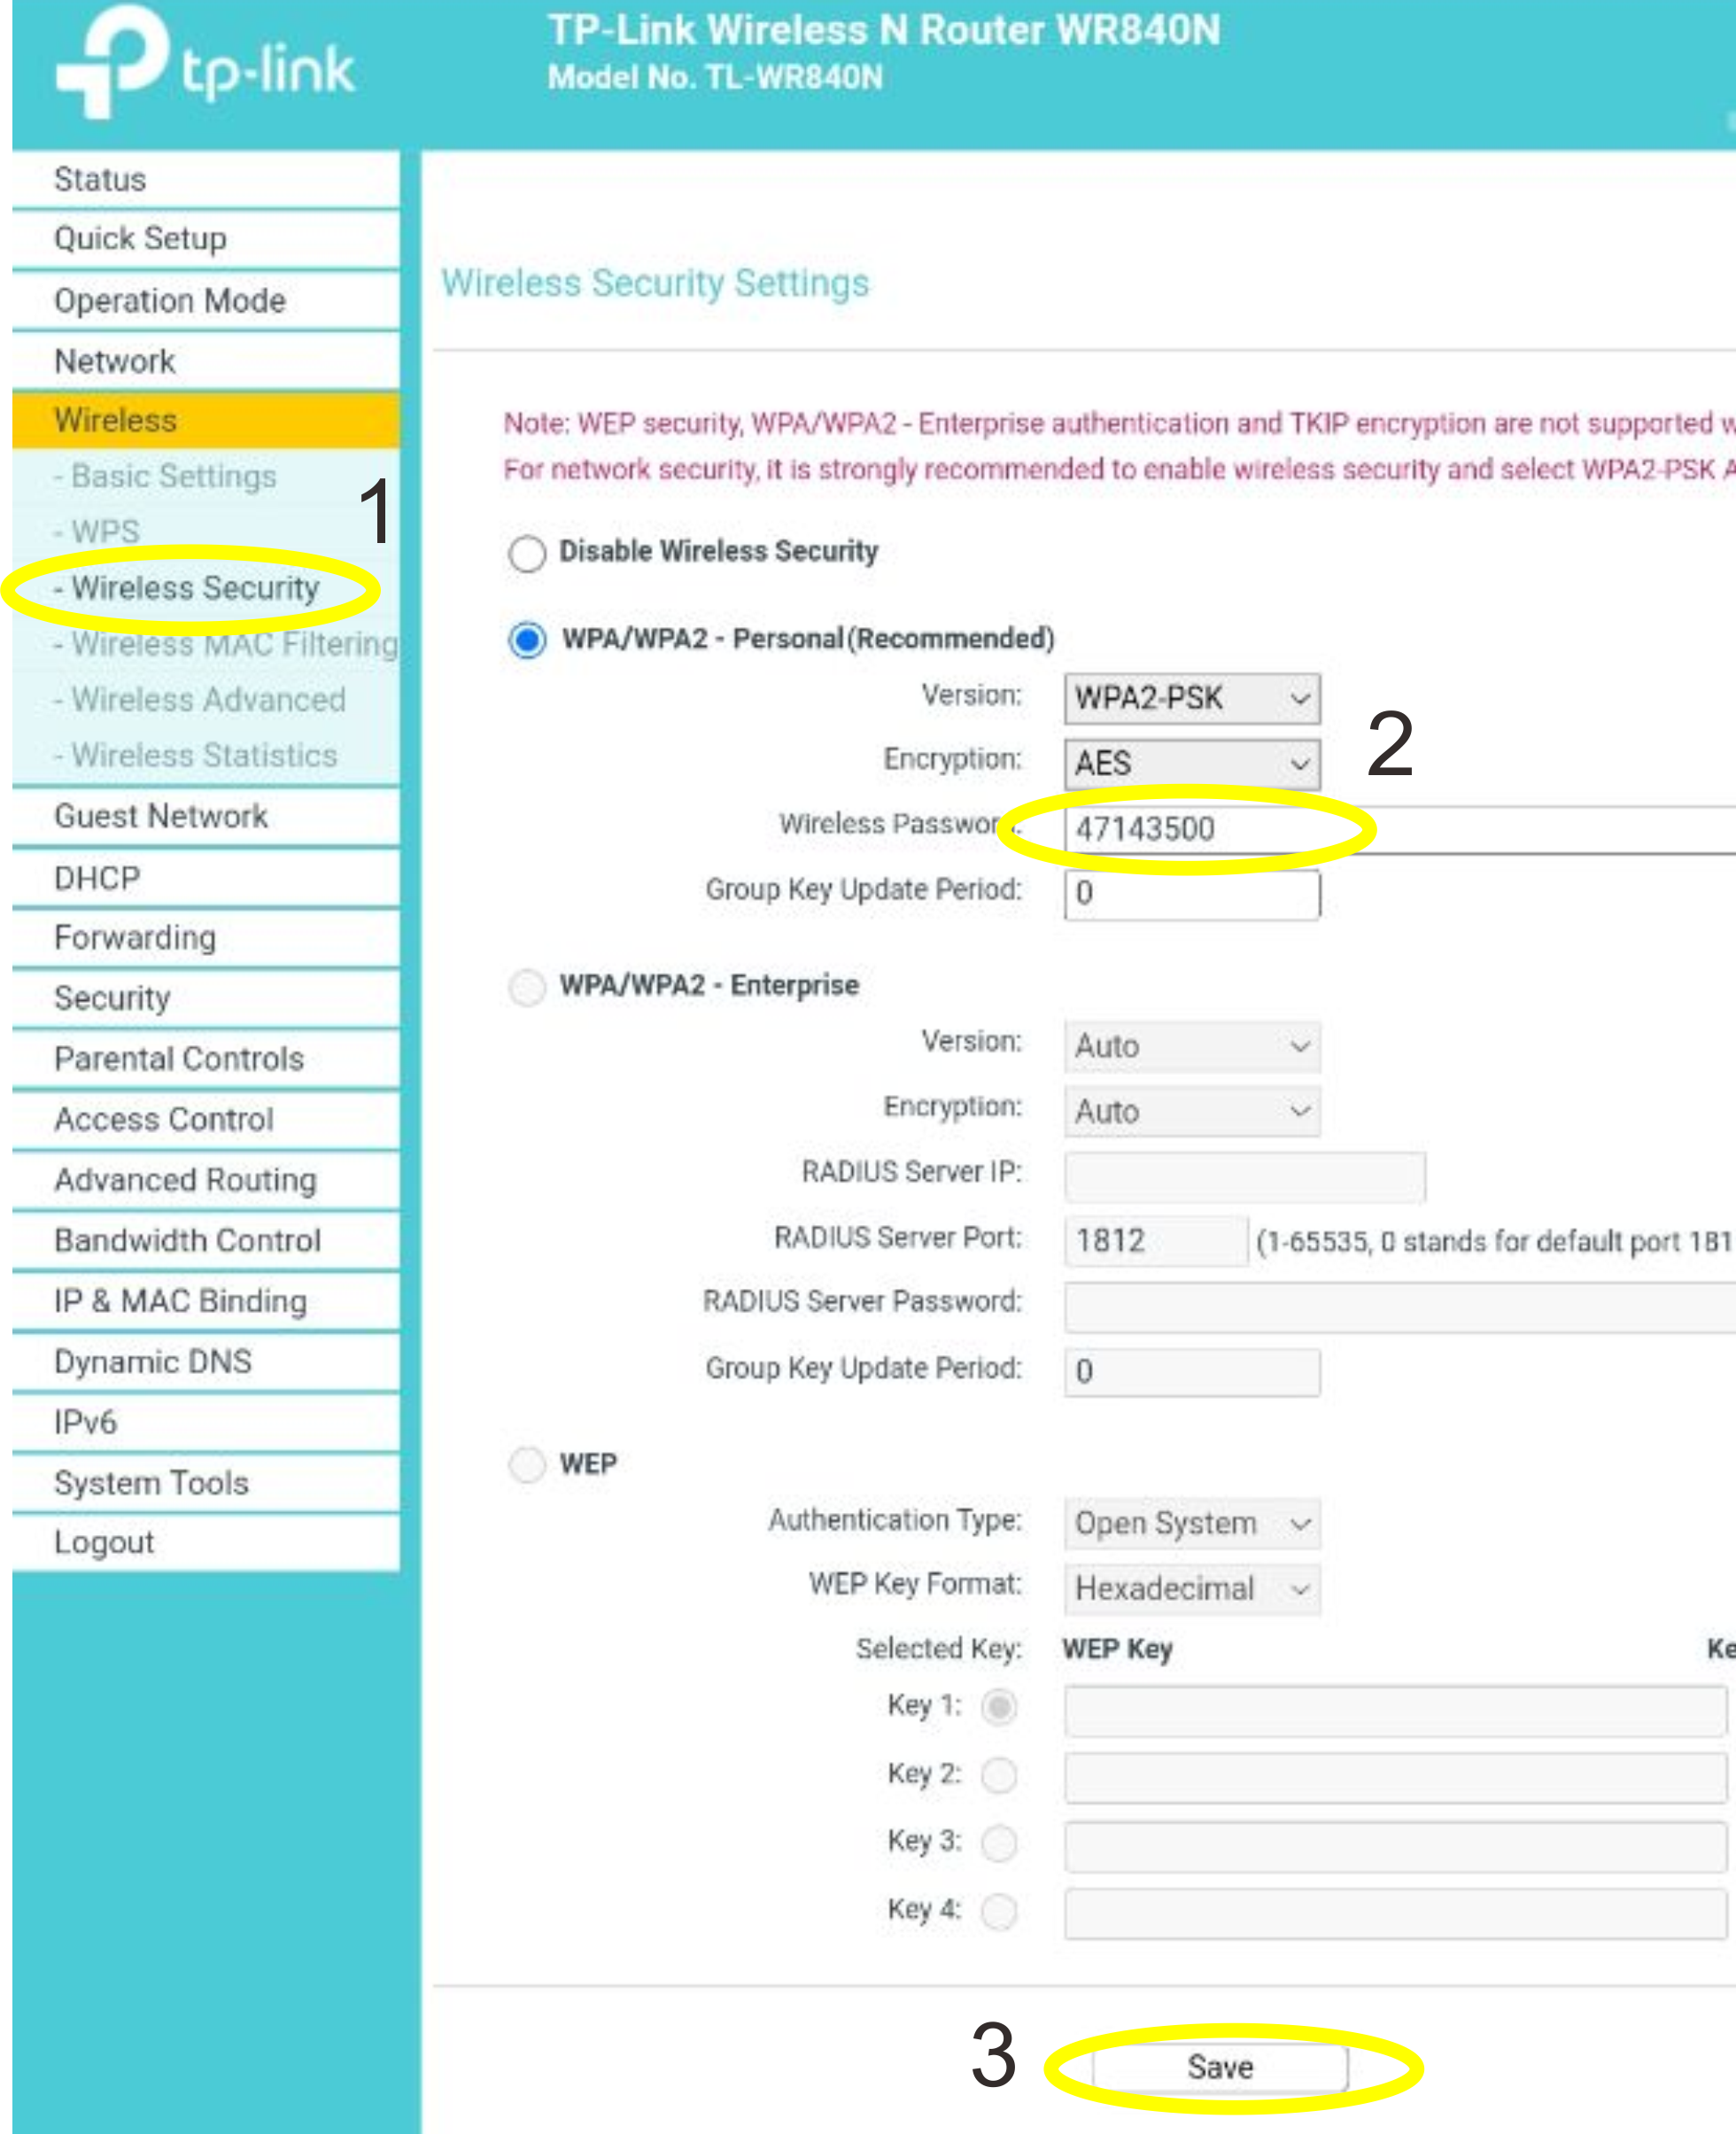 tp-link
TP-Link Wireless N Router WR840N
Model No. TL-WR840N
Status
Quick Setup
Operation Mode
Network
Wireless
- Basic Settings
- WPS
- Wireless Security
- Wireless MAC Filtering
- Wireless Advanced
- Wireless Statistics
Guest Network
DHCP
Forwarding
Security
Parental Controls
Access Control
Advanced Routing
Bandwidth Control
IP & MAC Binding
Dynamic DNS
IPv6
System Tools
Logout
1
Wireless Security Settings
Note: WEP security, WPA/WPA2 - Enterprise authentication and TKIP encryption are not supported w
For network security, it is strongly recommended to enable wireless security and select WPA2-PSK A
Disable Wireless Security
WPA/WPA2 - Personal(Recommended)
Version: WPA2-PSK
2
Encryption: AES
Wireless Password: 47143500
Group Key Update Period: 0
WPA/WPA2 - Enterprise
Version: Auto
Encryption: Auto
RADIUS Server IP:
RADIUS Server Port: 1812 (1-65535, 0 stands for default port 181
RADIUS Server Password:
Group Key Update Period: 0
WEP
Authentication Type: Open System
WEP Key Format: Hexadecimal
Selected Key: WEP Key Ke
Key 1:
Key 2:
Key 3:
Key 4:
3
Save